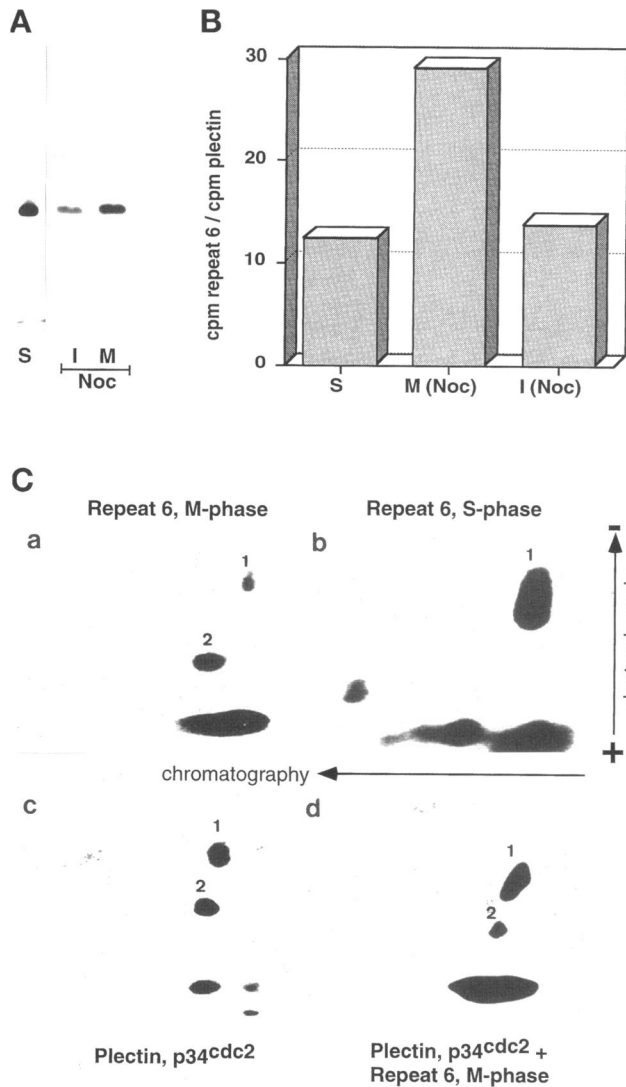 A
S I M
Noc
B
cpm repeat 6 / cpm plectin
30
20
10
0
S M (Noc) I (Noc)
C
Repeat 6, M-phase Repeat 6, S-phase
a
1
2
b
1
-
+
chromatography
c
1
2
d
1
2
Plectin, p34cdc2
Plectin, p34cdc2 +
Repeat 6, M-phase